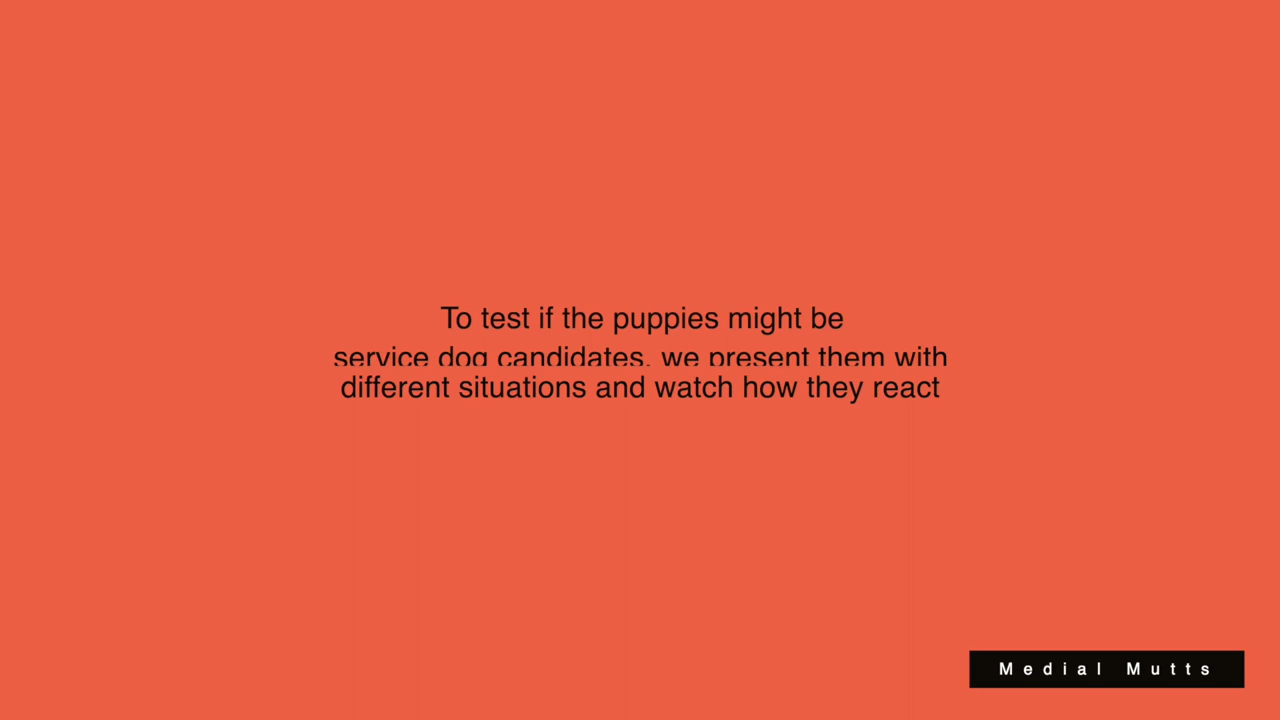 To test if the puppies might be
service dog candidates, we present them with
different situations and watch how they react
Medial Mutts